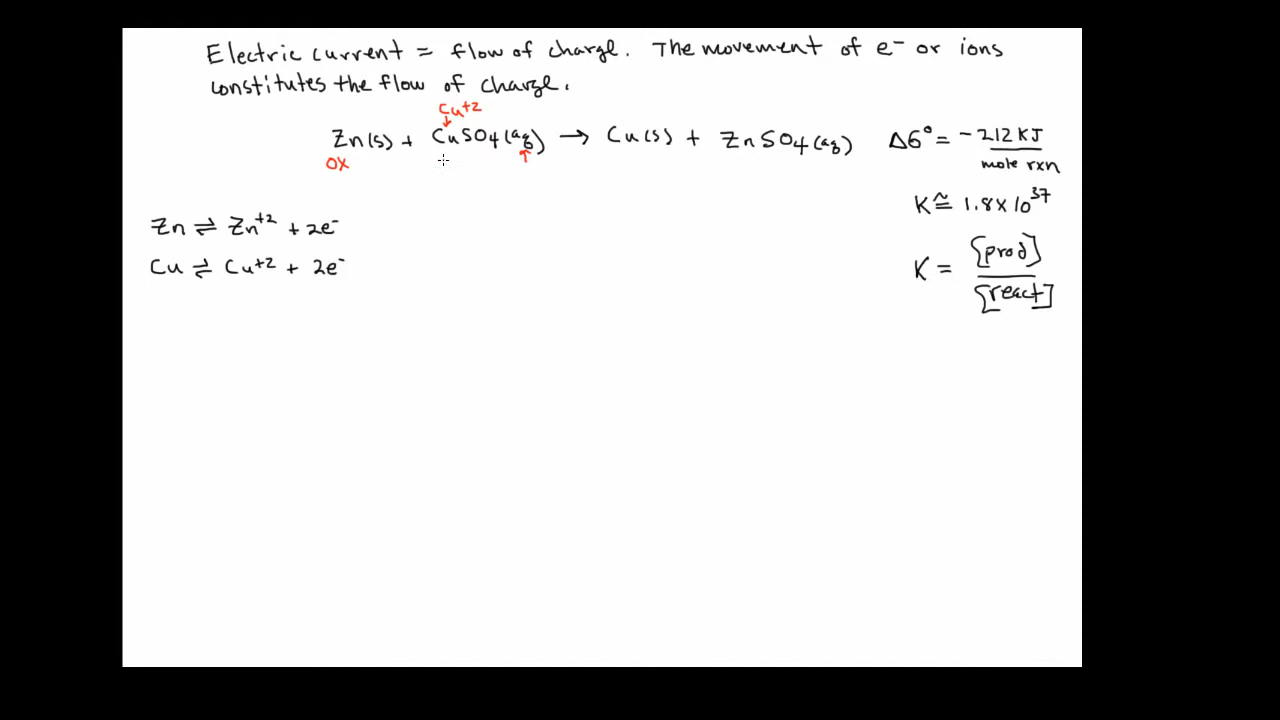 Electric current = flow of charge. The movement of e⁻ or ions
constitutes the flow of charge.
Cu+2
Zn(s) + CuSO4(aq) → Cu(s) + ZnSO4(aq) ΔG° = -212 KJ
OX
mole rxn
K ≅ 1.8 x 10³⁷
Zn ⇌ Zn⁺² + 2e⁻
K = [prod]
Cu ⇌ Cu⁺² + 2e⁻
[react]